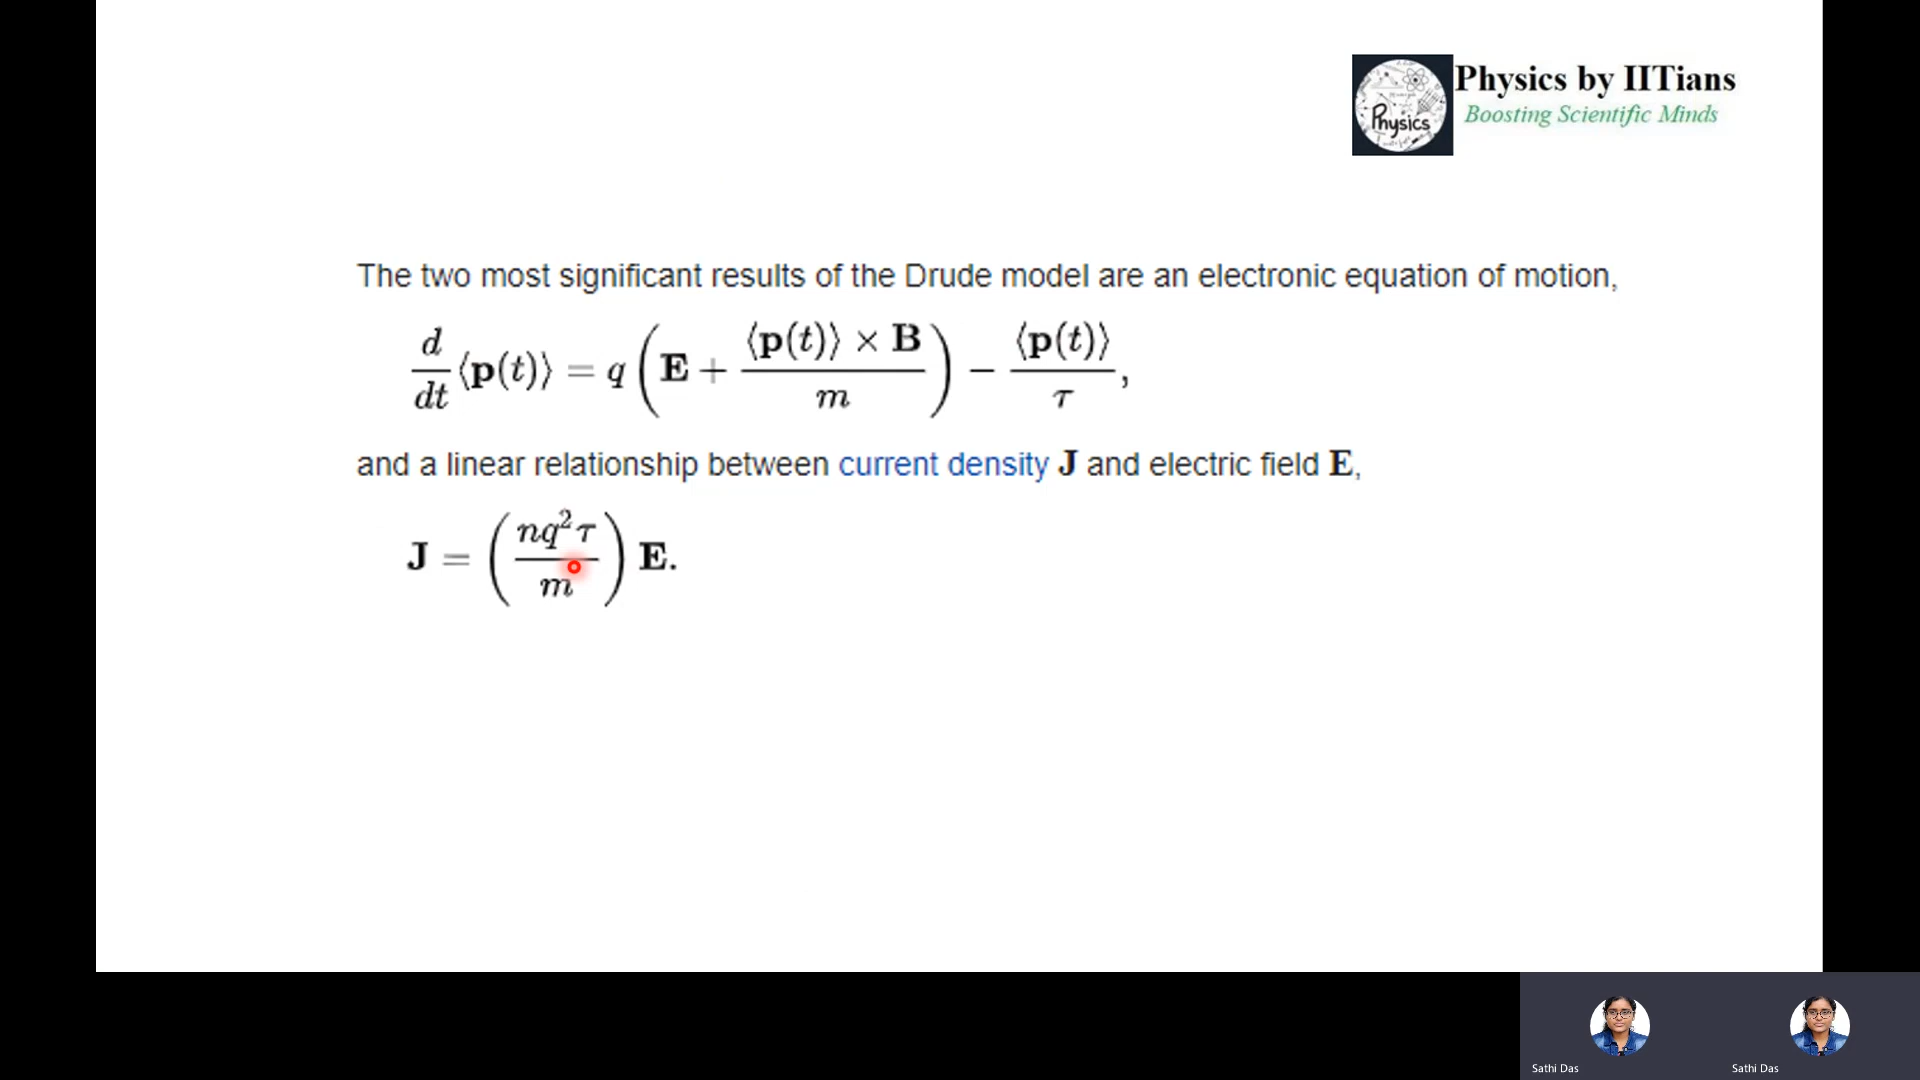 Physics by IITians
Boosting Scientific Minds
Physics
The two most significant results of the Drude model are an electronic equation of motion,
d/dt ⟨p(t)⟩ = q ( E + ⟨p(t)⟩ × B / m ) − ⟨p(t)⟩ / τ ,
and a linear relationship between current density J and electric field E,
J = ( nq²τ / m ) E.
Sathi Das
Sathi Das